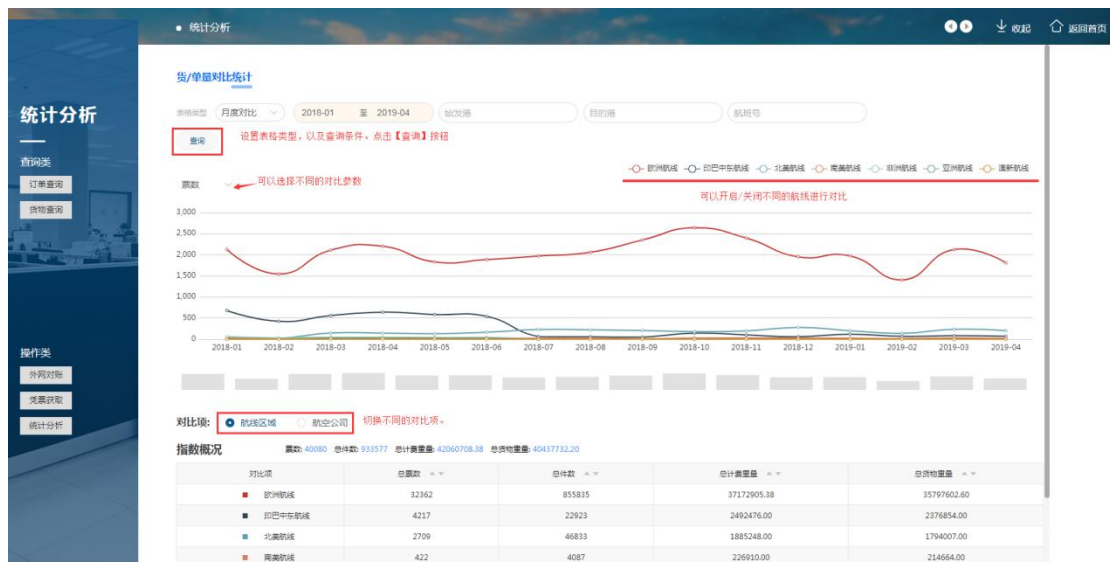 统计分析
收起
返回首页
统计分析
查询类
订单查询
货物查询
操作类
外网对账
凭票获取
统计分析
货/单量对比统计
表格类型 月度对比 2018-01 至 2019-04 始发港 目的港 航班号
查询 设置表格类型，以及查询条件。点击【查询】按钮
欧洲航线 印巴中东航线 北美航线 南美航线 非洲航线 亚洲航线 澳新航线
票数 可以选择不同的对比参数
可以开启/关闭不同的航线进行对比
3,000
2,500
2,000
1,500
1,000
500
0
2018-01 2018-02 2018-03 2018-04 2018-05 2018-06 2018-07 2018-08 2018-09 2018-10 2018-11 2018-12 2019-01 2019-02 2019-03 2019-04
对比项: 航线区域 航空公司 切换不同的对比项。
指数概况 票数: 40080 总件数: 933577 总计费重量: 42060708.38 总货物重量: 40437732.20
对比项 总票数 总件数 总计费重量 总货物重量
欧洲航线 32362 855835 37172905.38 35797602.60
印巴中东航线 4217 22923 2492476.00 2376854.00
北美航线 2709 46833 1885248.00 1794007.00
南美航线 422 4087 226910.00 214664.00